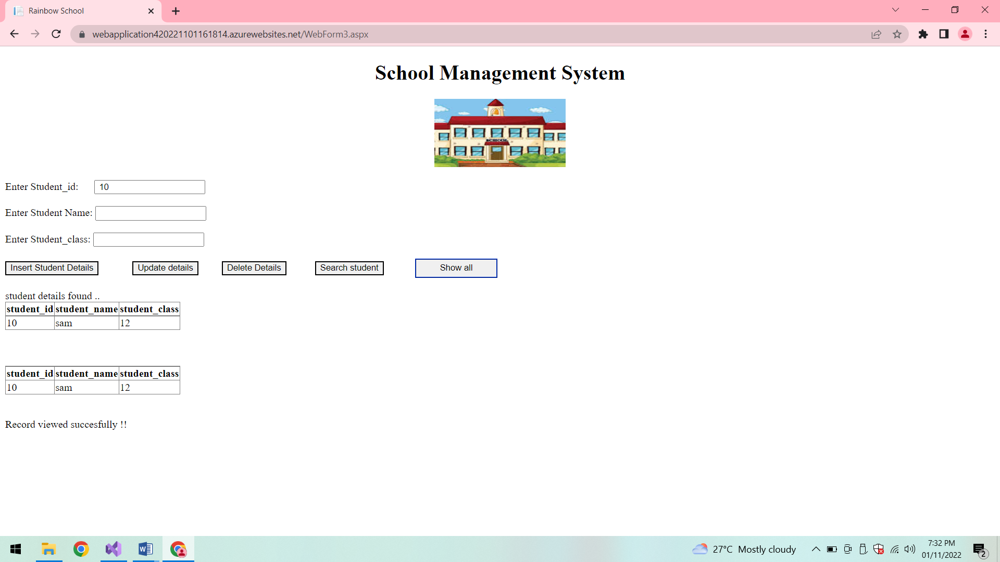 Rainbow School
webapplication420221101161814.azurewebsites.net/WebForm3.aspx
School Management System
SCHOOL
Enter Student_id: 10
Enter Student Name:
Enter Student_class:
Insert Student Details Update details Delete Details Search student Show all
student details found ..
student_id student_name student_class
10 sam 12
student_id student_name student_class
10 sam 12
Record viewed succesfully !!
27°C Mostly cloudy
7:32 PM
01/11/2022
2